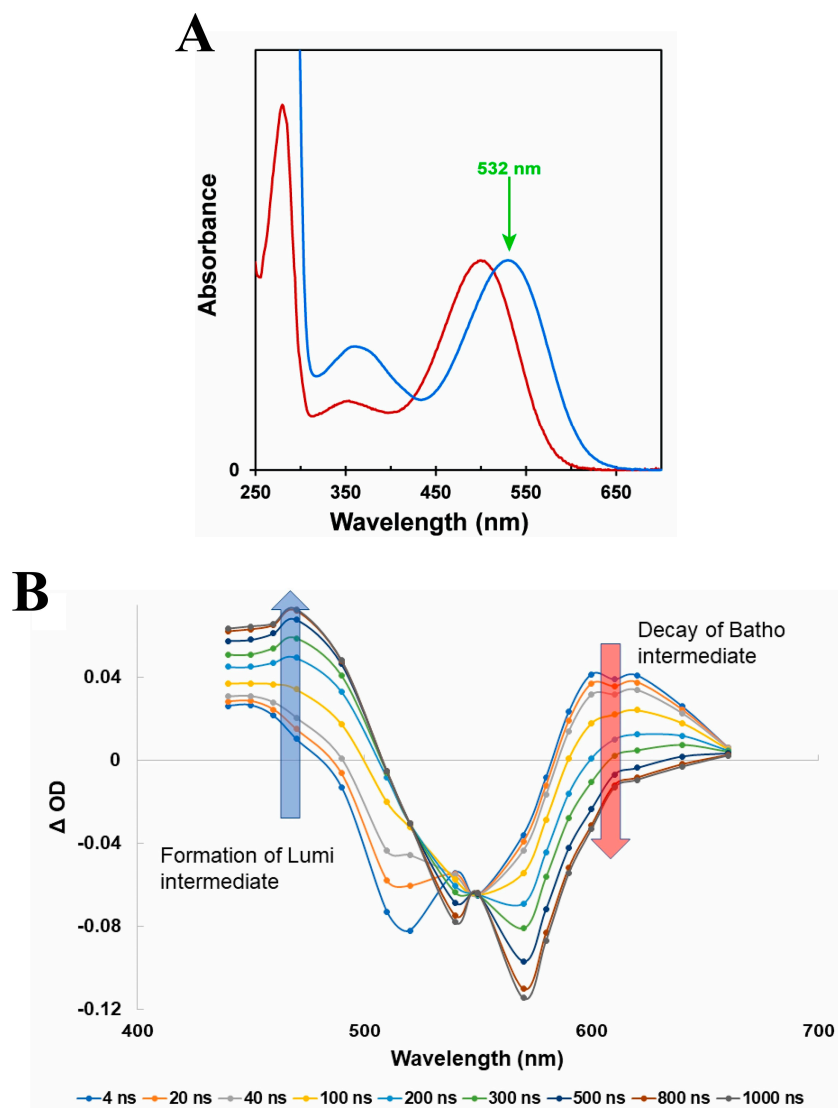 A
532 nm
Absorbance
0
250 350 450 550 650
Wavelength (nm)
B
Decay of Batho
intermediate
0.04
0
Δ OD
-0.04
Formation of Lumi
intermediate
-0.08
-0.12
400 500 600 700
Wavelength (nm)
4 ns 20 ns 40 ns 100 ns 200 ns 300 ns 500 ns 800 ns 1000 ns